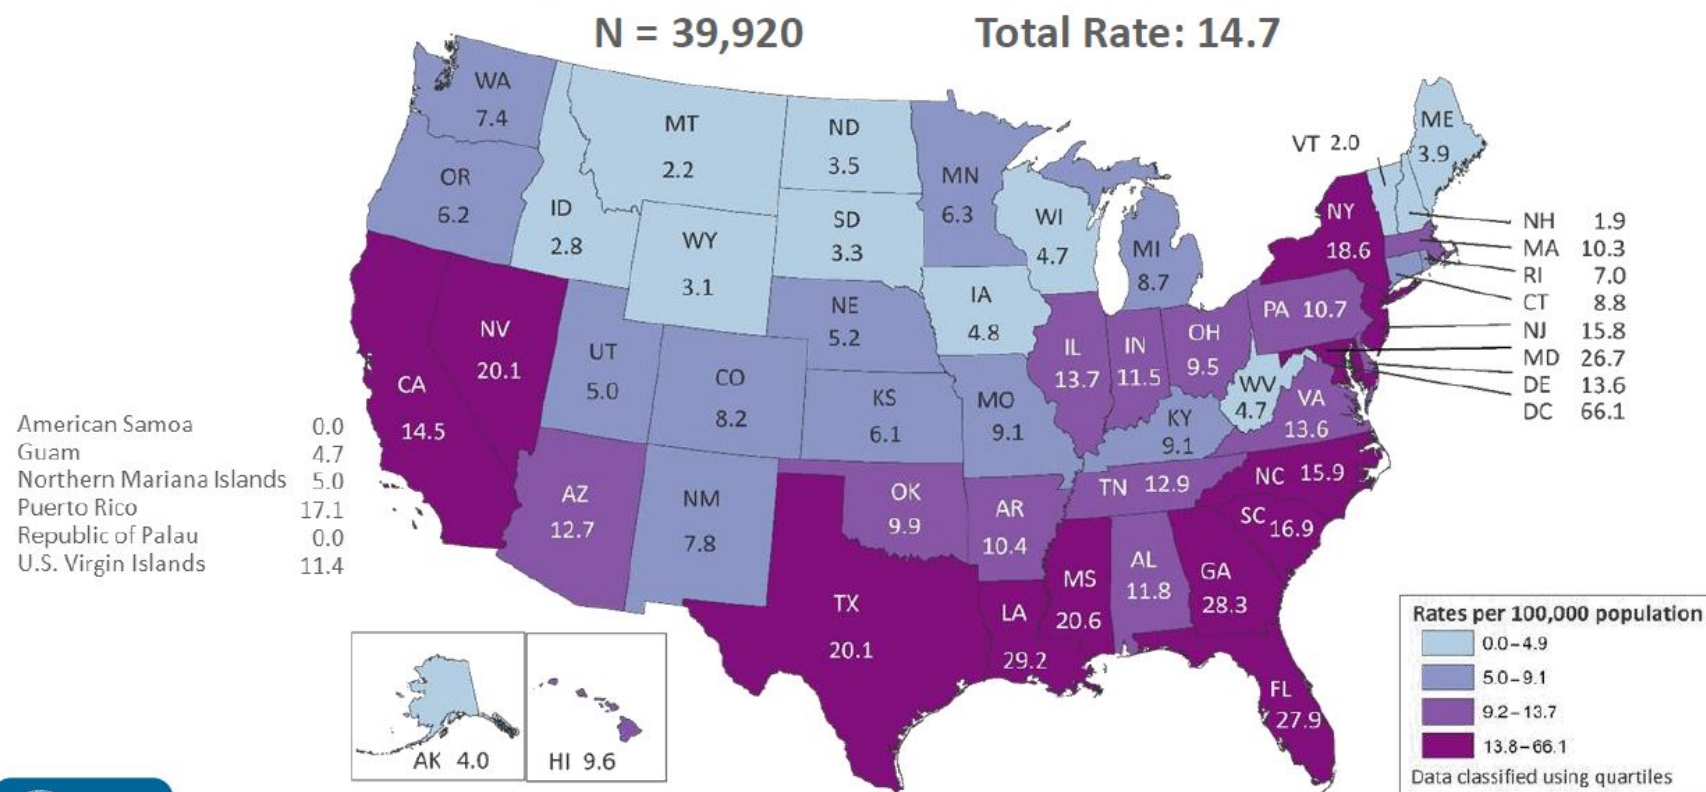 N = 39,920 Total Rate: 14.7
WA
7.4
OR
6.2
CA
14.5
NV
20.1
ID
2.8
MT
2.2
WY
3.1
UT
5.0
AZ
12.7
CO
8.2
NM
7.8
ND
3.5
SD
3.3
NE
5.2
KS
6.1
OK
9.9
TX
20.1
MN
6.3
IA
4.8
MO
9.1
AR
10.4
LA
29.2
WI
4.7
IL
13.7
MS
20.6
MI
8.7
IN
11.5
OH
9.5
KY
9.1
TN 12.9
AL
11.8
GA
28.3
FL
27.9
SC 16.9
NC 15.9
VA
13.6
WV
4.7
PA 10.7
NY
18.6
VT 2.0
ME
3.9
NH 1.9
MA 10.3
RI 7.0
CT 8.8
NJ 15.8
MD 26.7
DE 13.6
DC 66.1
American Samoa 0.0
Guam 4.7
Northern Mariana Islands 5.0
Puerto Rico 17.1
Republic of Palau 0.0
U.S. Virgin Islands 11.4
AK 4.0
HI 9.6
Rates per 100,000 population
0.0–4.9
5.0–9.1
9.2–13.7
13.8–66.1
Data classified using quartiles